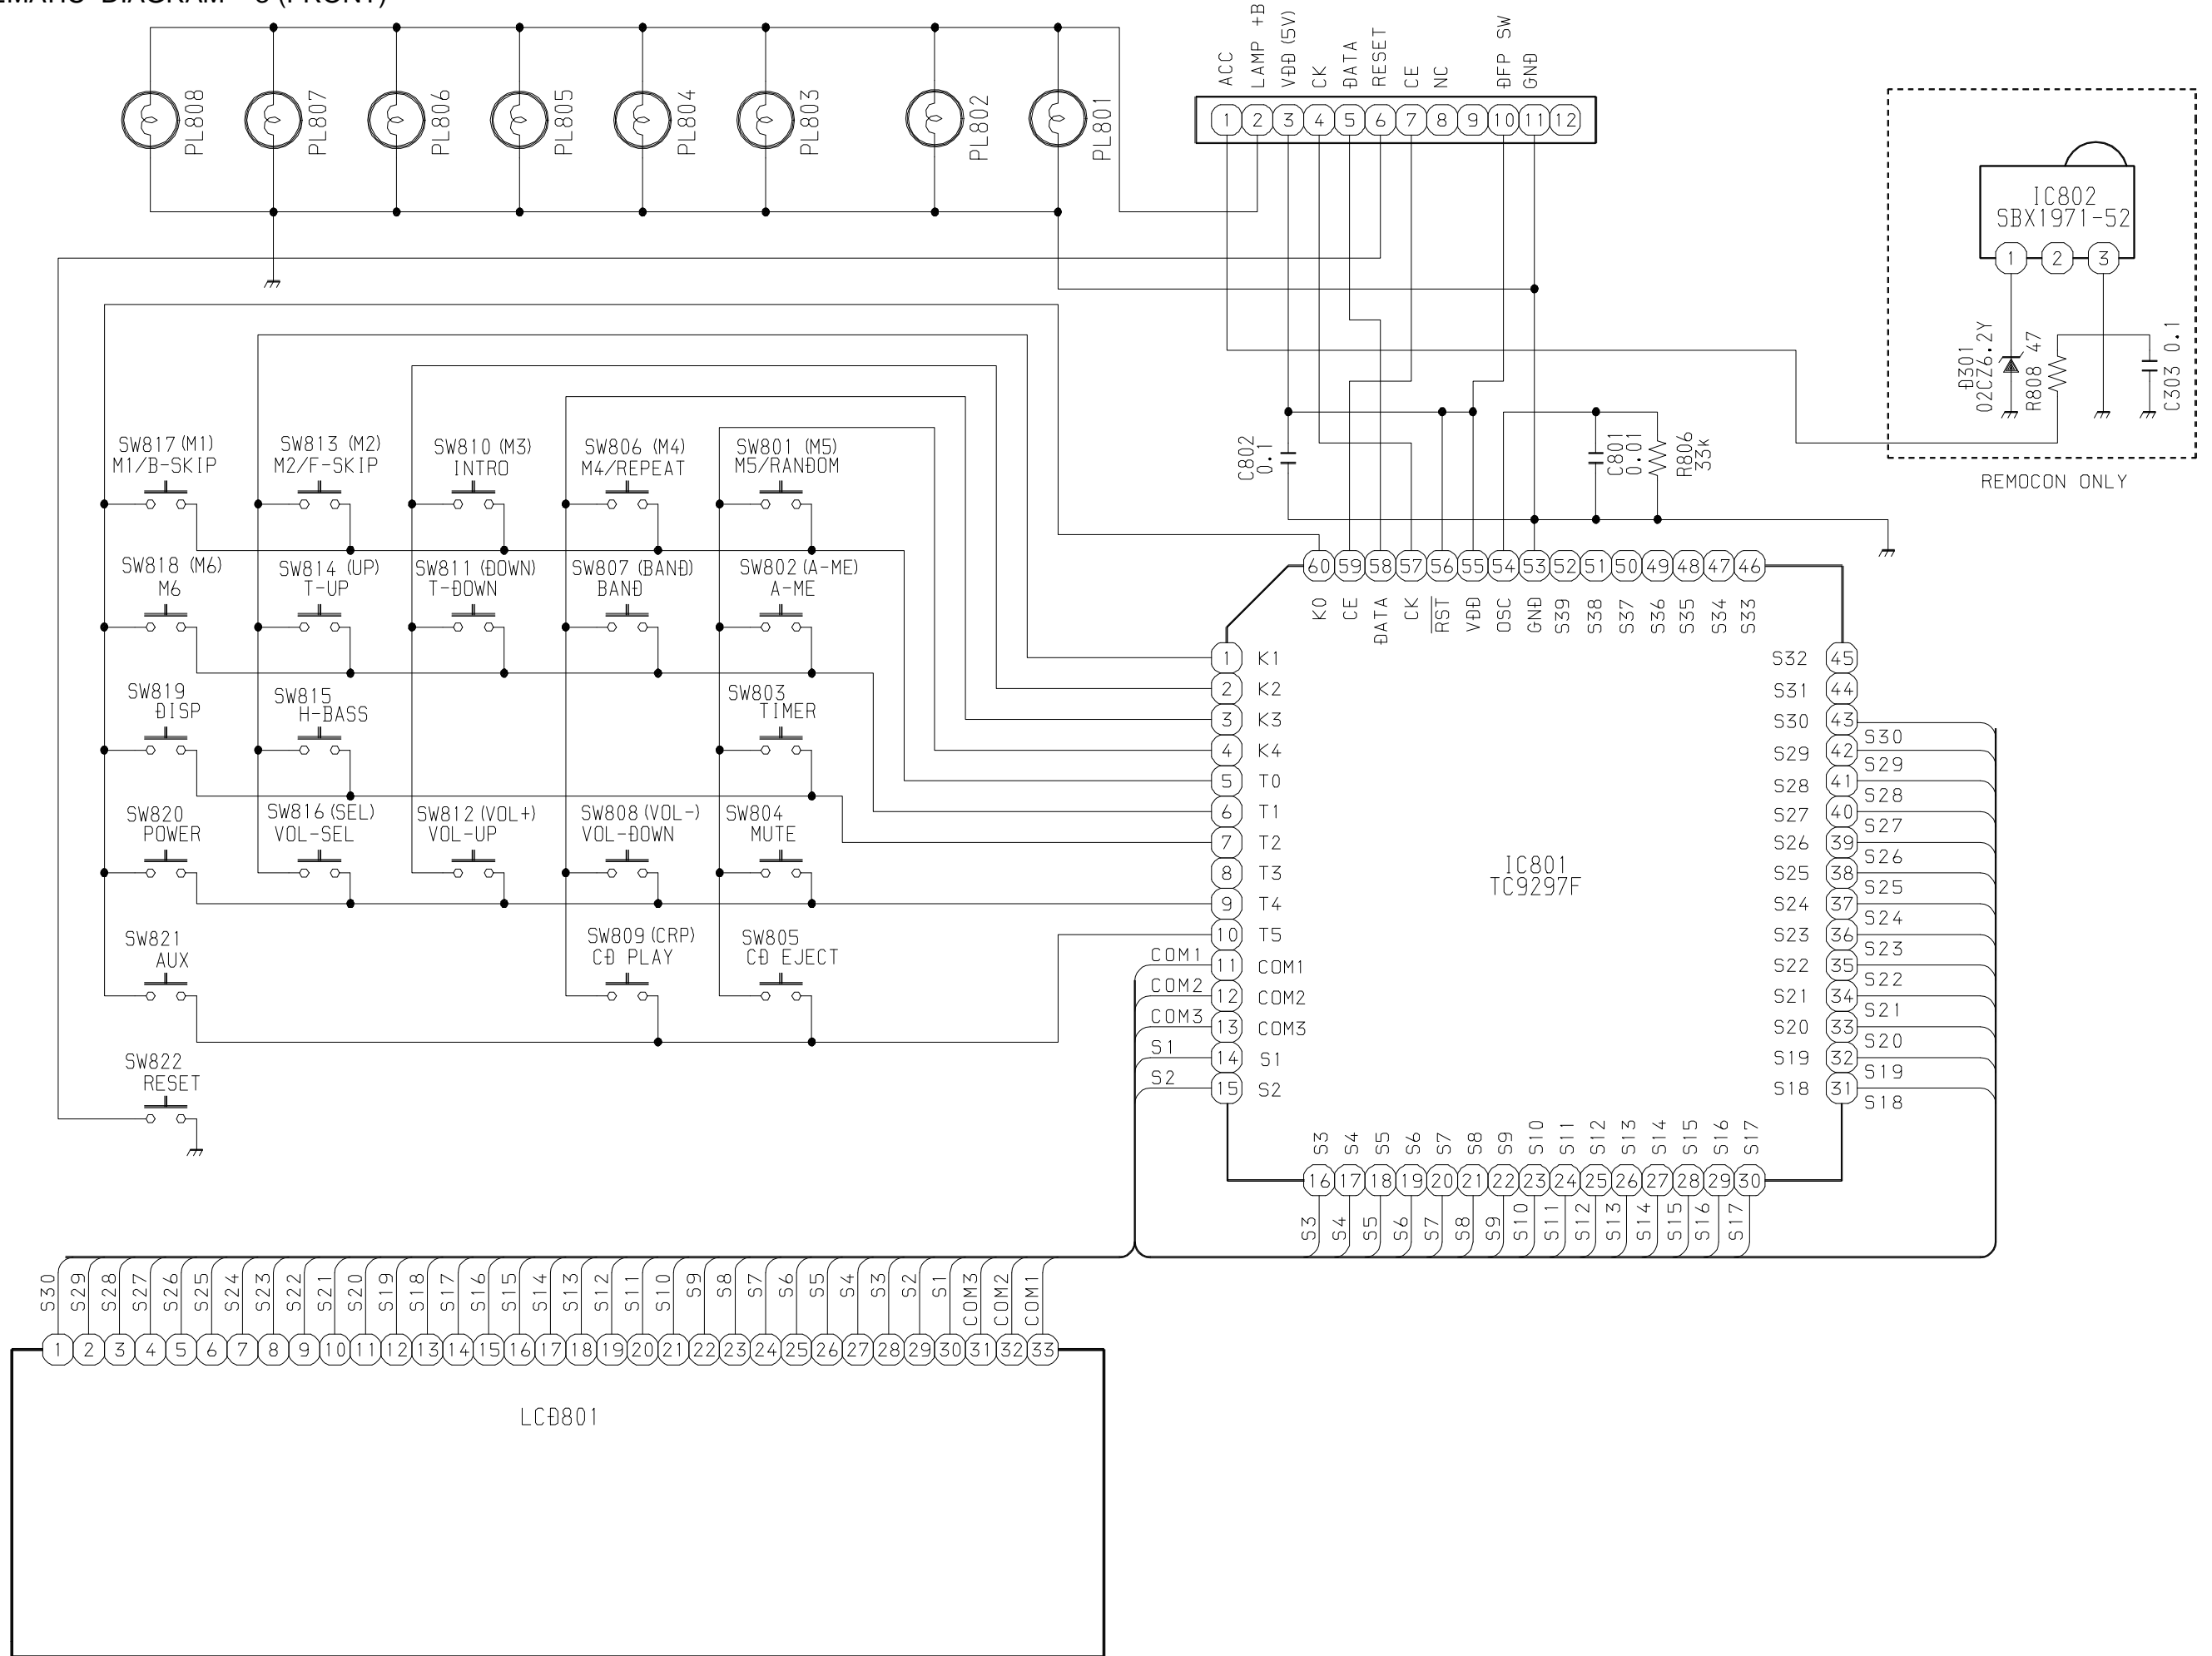 EMATIC DIAGRAM - 3 (FRONT)
PL808
PL807
PL806
PL805
PL804
PL803
PL802
PL801
ACC
LAMP +B
VDD (5V)
CK
DATA
RESET
CE
NC
DFP SW
GND
1 2 3 4 5 6 7 8 9 10 11 12
IC802
SBX1971-52
1 2 3
D301
02CZ6.2Y
R808 47
C303 0.1
REMOCON ONLY
C802
0.1
C801
0.01
R806
33k
SW817 (M1)
M1/B-SKIP
SW813 (M2)
M2/F-SKIP
SW810 (M3)
INTRO
SW806 (M4)
M4/REPEAT
SW801 (M5)
M5/RANDOM
SW818 (M6)
M6
SW814 (UP)
T-UP
SW811 (DOWN)
T-DOWN
SW807 (BAND)
BAND
SW802 (A-ME)
A-ME
SW819
DISP
SW815
H-BASS
SW803
TIMER
SW820
POWER
SW816 (SEL)
VOL-SEL
SW812 (VOL+)
VOL-UP
SW808 (VOL-)
VOL-DOWN
SW804
MUTE
SW821
AUX
SW809 (CRP)
CD PLAY
SW805
CD EJECT
SW822
RESET
60 59 58 57 56 55 54 53 52 51 50 49 48 47 46
K0 CE DATA CK RST VDD OSC GND S39 S38 S37 S36 S35 S34 S33
1 K1
2 K2
3 K3
4 K4
5 T0
6 T1
7 T2
8 T3
9 T4
10 T5
COM1 11 COM1
COM2 12 COM2
COM3 13 COM3
S1 14 S1
S2 15 S2
IC801
TC9297F
S32 45
S31 44
S30 43 S30
S29 42 S29
S28 41 S28
S27 40 S27
S26 39 S26
S25 38 S25
S24 37 S24
S23 36 S23
S22 35 S22
S21 34 S21
S20 33 S20
S19 32 S19
S18 31 S18
S3 S4 S5 S6 S7 S8 S9 S10 S11 S12 S13 S14 S15 S16 S17
16 17 18 19 20 21 22 23 24 25 26 27 28 29 30
S3 S4 S5 S6 S7 S8 S9 S10 S11 S12 S13 S14 S15 S16 S17
S30 S29 S28 S27 S26 S25 S24 S23 S22 S21 S20 S19 S18 S17 S16 S15 S14 S13 S12 S11 S10 S9 S8 S7 S6 S5 S4 S3 S2 S1 COM3 COM2 COM1
1 2 3 4 5 6 7 8 9 10 11 12 13 14 15 16 17 18 19 20 21 22 23 24 25 26 27 28 29 30 31 32 33
LCD801